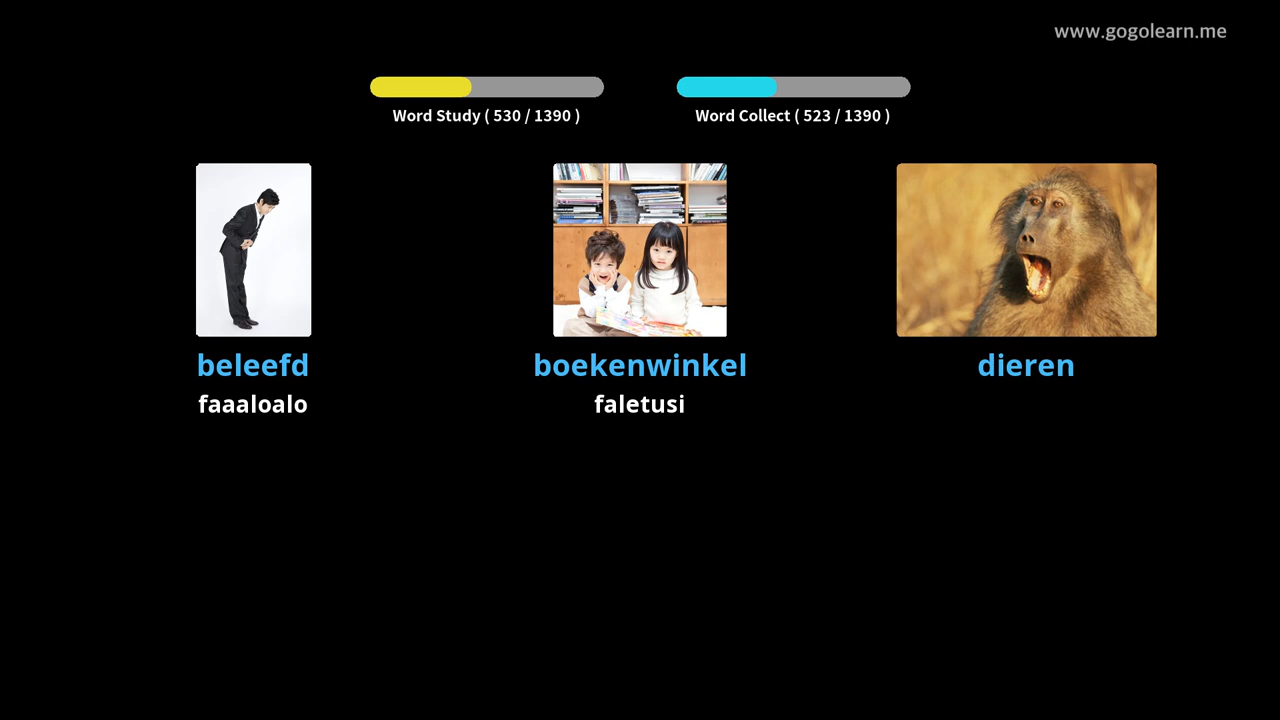 www.gogolearn.me
Word Study ( 530 / 1390 )
Word Collect ( 523 / 1390 )
beleefd
boekenwinkel
dieren
faaaloalo
faletusi